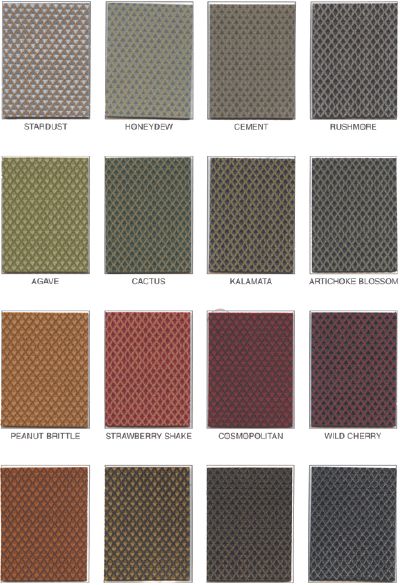 STARDUST HONEYDEW CEMENT RUSHMORE
AGAVE CACTUS KALAMATA ARTICHOKE BLOSSOM
PEANUT BRITTLE STRAWBERRY SHAKE COSMOPOLITAN WILD CHERRY